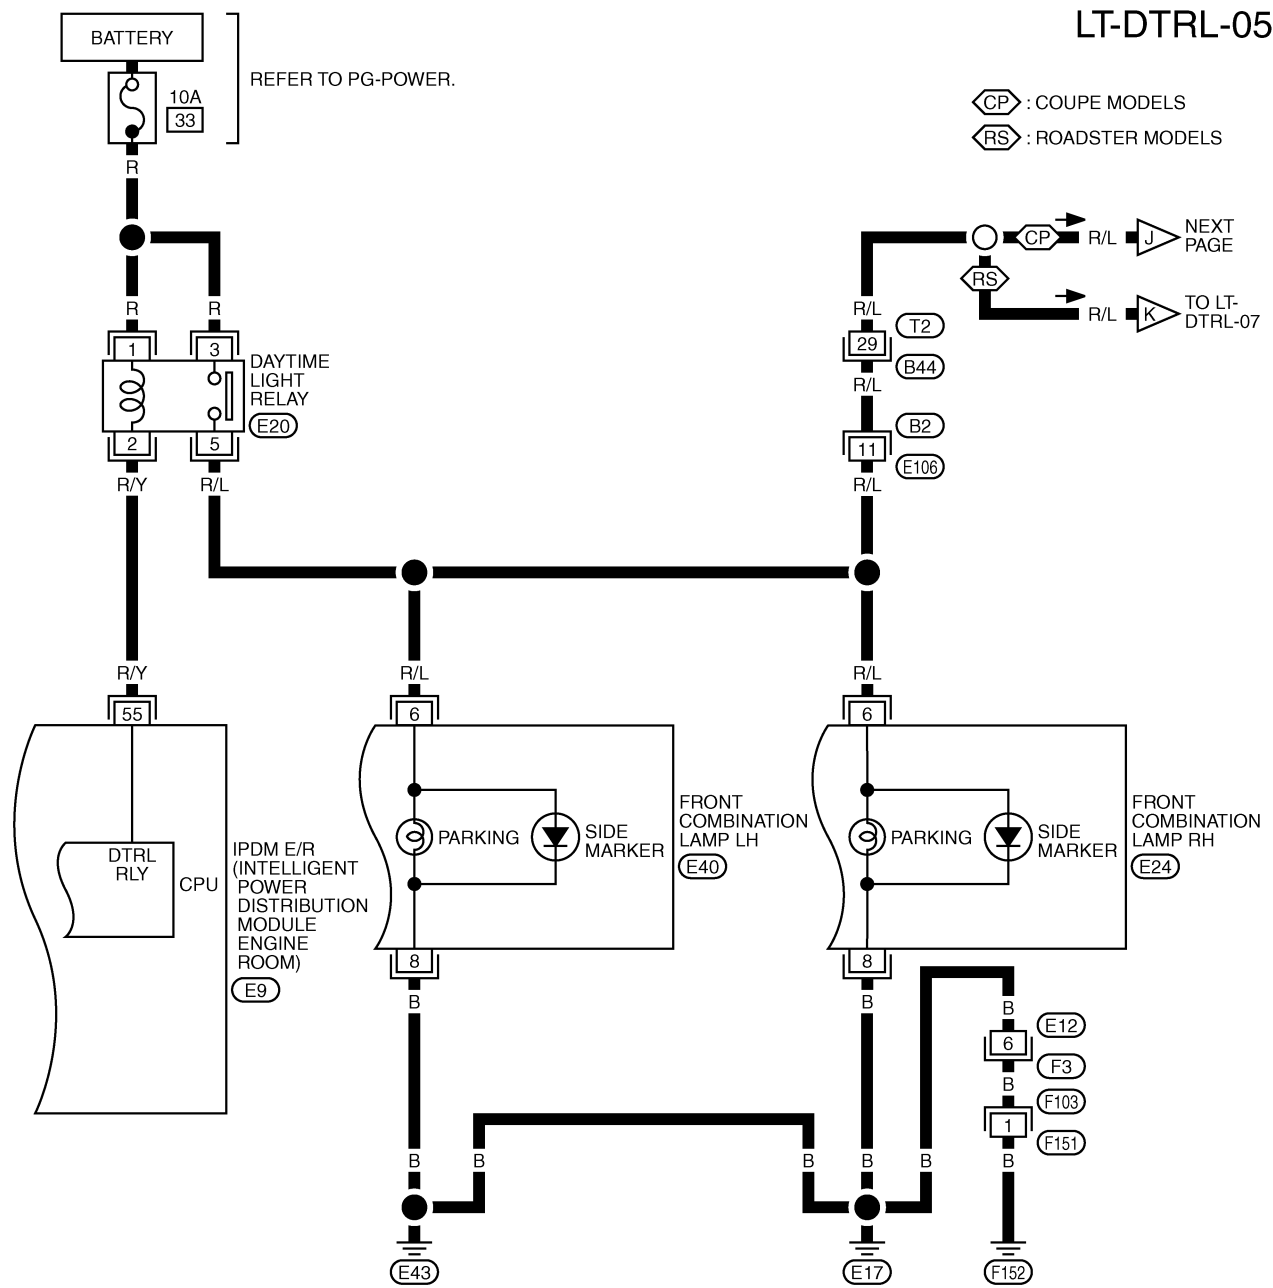 LT-DTRL-05
BATTERY
REFER TO PG-POWER.
10A
33
CP : COUPE MODELS
RS : ROADSTER MODELS
R
CP
R/L
J
NEXT
PAGE
RS
R/L
K
TO LT-
DTRL-07
R
R
R/L
1
3
DAYTIME
LIGHT
RELAY
E20
T2
29
B44
R/L
2
5
B2
11
E106
R/Y
R/L
R/L
R/Y
R/L
R/L
55
6
6
DTRL
RLY
CPU
IPDM E/R
(INTELLIGENT
POWER
DISTRIBUTION
MODULE
ENGINE
ROOM)
E9
PARKING
SIDE
MARKER
FRONT
COMBINATION
LAMP LH
E40
PARKING
SIDE
MARKER
FRONT
COMBINATION
LAMP RH
E24
8
8
B
B
B
E12
6
F3
B
F103
1
F151
B
B
B
B
B
B
E43
E17
F152